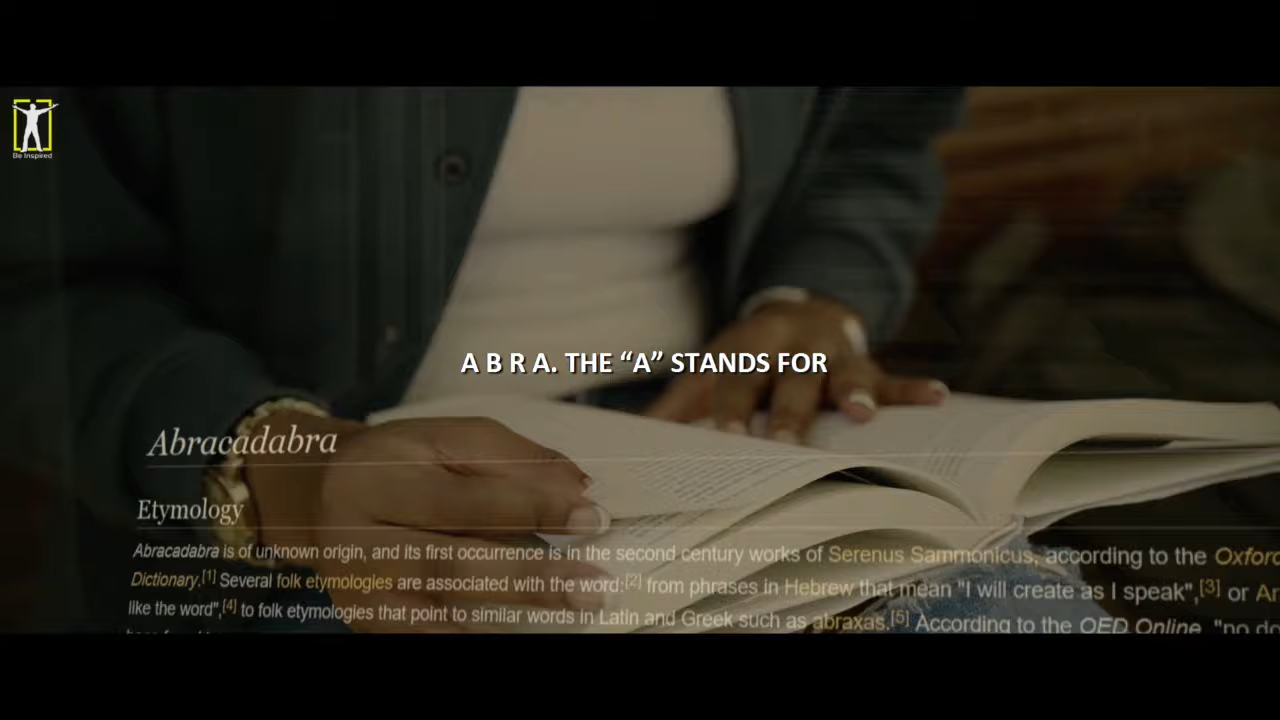 Be Inspired
A B R A. THE “A” STANDS FOR
Abracadabra
Etymology
Abracadabra is of unknown origin, and its first occurrence is in the second century works of Serenus Sammonicus, according to the Oxford
Dictionary.[1] Several folk etymologies are associated with the word:[2] from phrases in Hebrew that mean "I will create as I speak",[3] or
like the word",[4] to folk etymologies that point to similar words in Latin and Greek such as abraxas.[5] According to the OED Online, "no